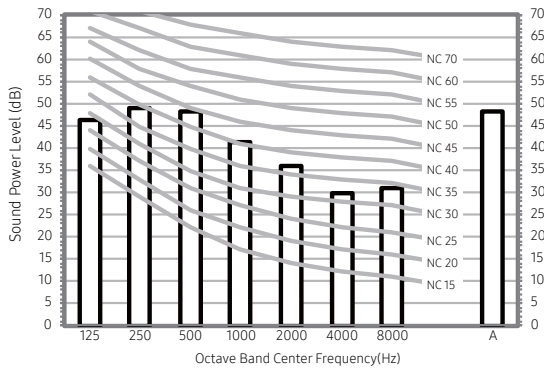 70 70
65 65
NC 70
60 60
NC 60
55 55
NC 55
50 50
NC 50
45 45
NC 45
40 40
NC 40
35 35
NC 35
30 30
NC 30
25 25
NC 25
20 20
NC 20
15 15
NC 15
10 10
5 5
0 0
125 250 500 1000 2000 4000 8000 A
Sound Power Level (dB)
Octave Band Center Frequency(Hz)